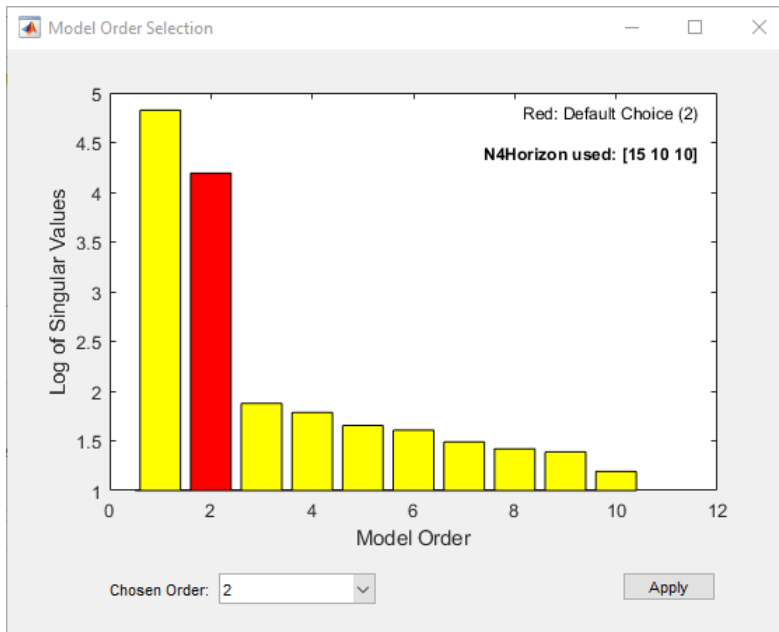 Model Order Selection
5
4.5
4
3.5
3
2.5
2
1.5
1
Log of Singular Values
Red: Default Choice (2)
N4Horizon used: [15 10 10]
0 2 4 6 8 10 12
Model Order
Chosen Order: 2 Apply